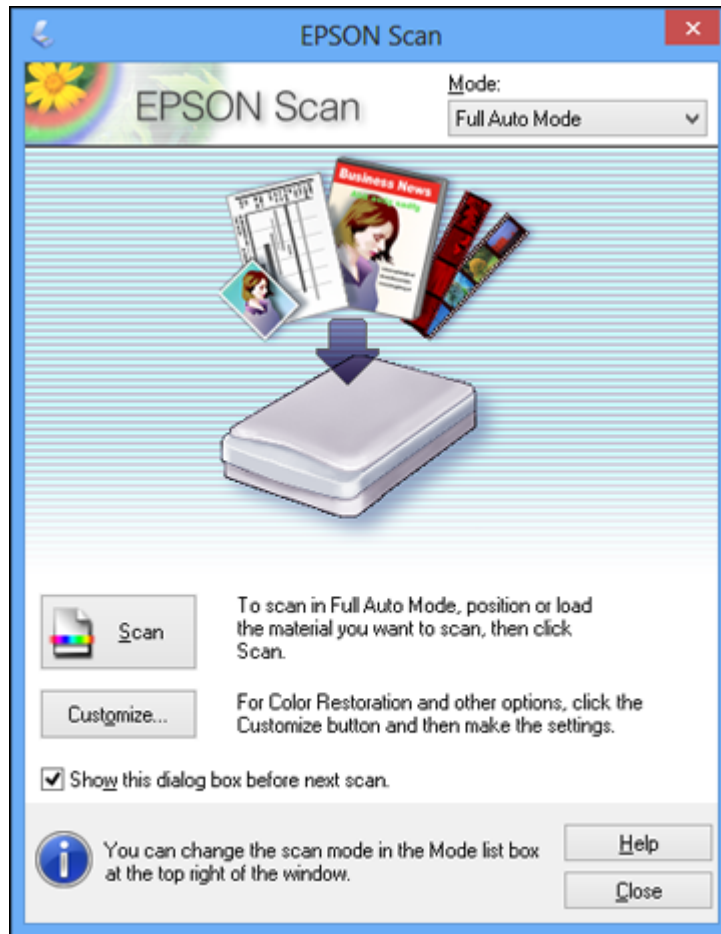 EPSON Scan
EPSON Scan
Mode:
Full Auto Mode
Business News
Scan
To scan in Full Auto Mode, position or load
the material you want to scan, then click
Scan.
Customize...
For Color Restoration and other options, click the
Customize button and then make the settings.
Show this dialog box before next scan.
You can change the scan mode in the Mode list box
at the top right of the window.
Help
Close